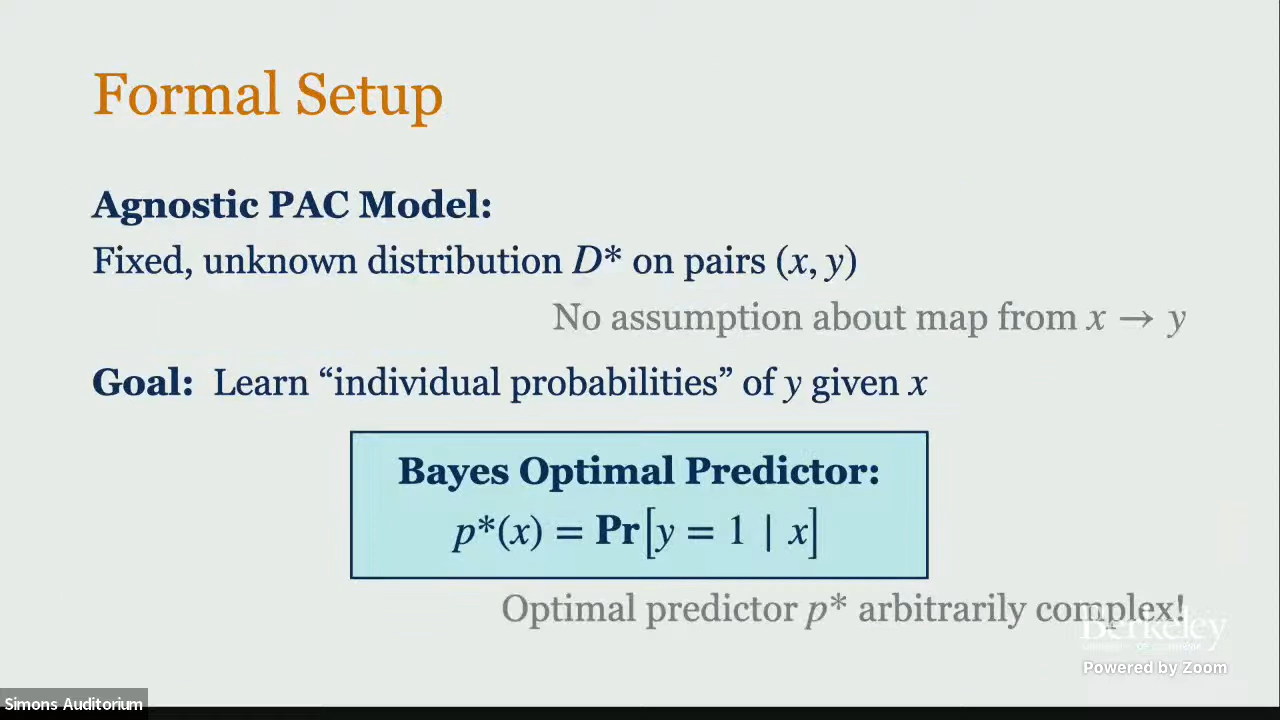 Formal Setup
Agnostic PAC Model:
Fixed, unknown distribution D* on pairs (x, y)
No assumption about map from x → y
Goal: Learn “individual probabilities” of y given x
Bayes Optimal Predictor:
p*(x) = Pr[y = 1 | x]
Optimal predictor p* arbitrarily complex!
Berkeley
Powered by Zoom
Simons Auditorium